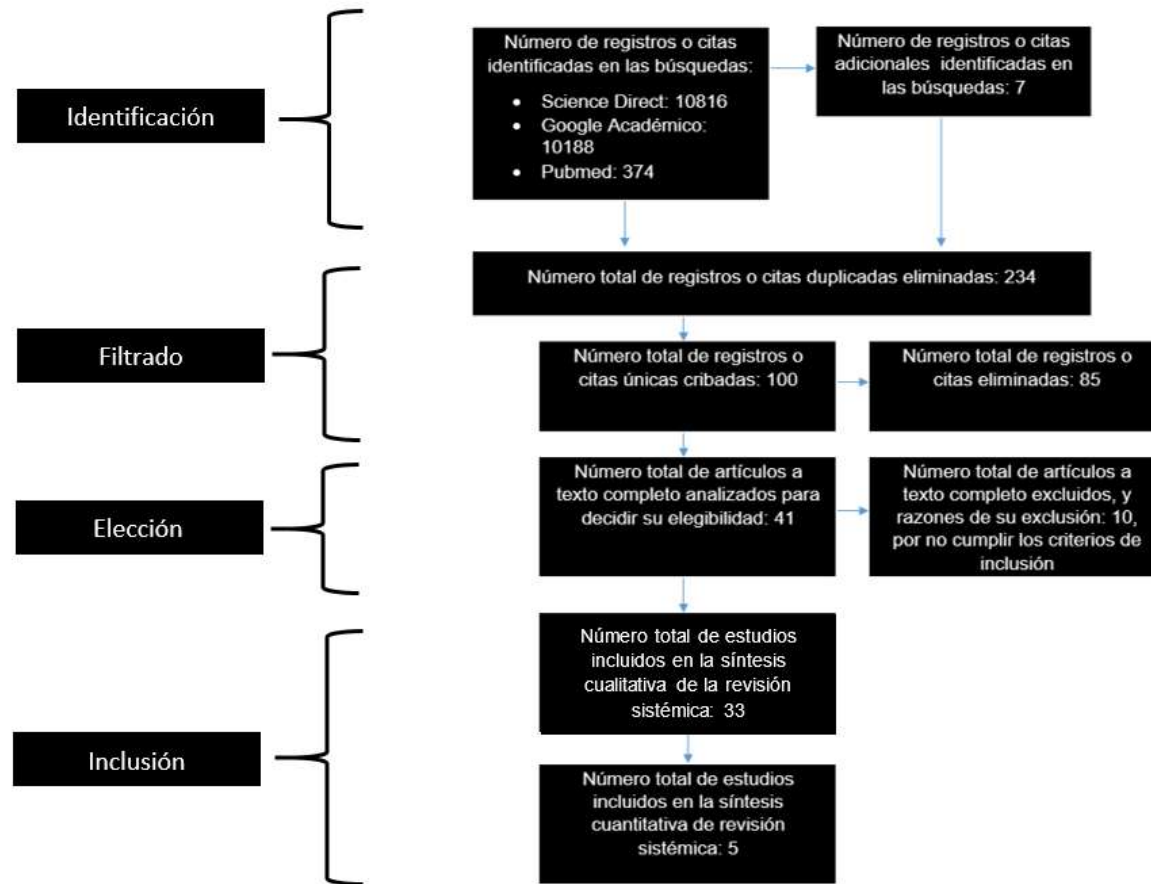 Identificación
Número de registros o citas
identificadas en las búsquedas:
• Science Direct: 10816
• Google Académico:
10188
• Pubmed: 374
Número de registros o citas
adicionales identificadas en
las búsquedas: 7
Número total de registros o citas duplicadas eliminadas: 234
Filtrado
Número total de registros o
citas únicas cribadas: 100
Número total de registros o
citas eliminadas: 85
Elección
Número total de artículos a
texto completo analizados para
decidir su elegibilidad: 41
Número total de artículos a
texto completo excluidos, y
razones de su exclusión: 10,
por no cumplir los criterios de
inclusión
Inclusión
Número total de estudios
incluidos en la síntesis
cualitativa de la revisión
sistémica: 33
Número total de estudios
incluidos en la síntesis
cuantitativa de revisión
sistémica: 5